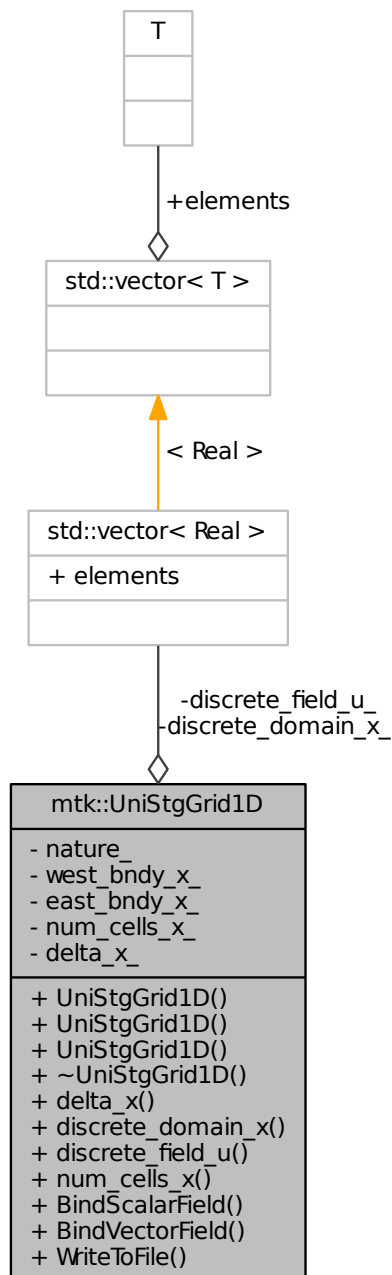 T
+elements
std::vector< T >
< Real >
std::vector< Real >
+ elements
-discrete_field_u_
-discrete_domain_x_
mtk::UniStgGrid1D
- nature_
- west_bndy_x_
- east_bndy_x_
- num_cells_x_
- delta_x_
+ UniStgGrid1D()
+ UniStgGrid1D()
+ UniStgGrid1D()
+ ~UniStgGrid1D()
+ delta_x()
+ discrete_domain_x()
+ discrete_field_u()
+ num_cells_x()
+ BindScalarField()
+ BindVectorField()
+ WriteToFile()